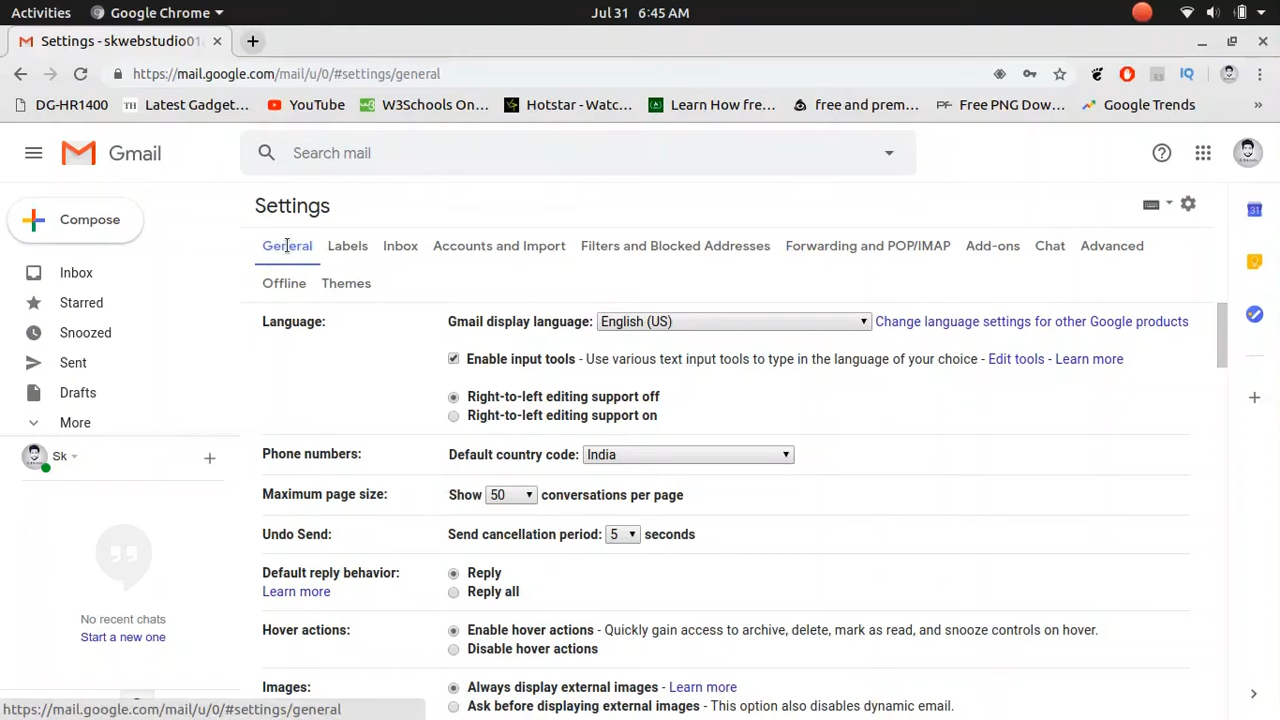 Activities Google Chrome Jul 31 6:45 AM
Settings - skwebstudio01
https://mail.google.com/mail/u/0/#settings/general
DG-HR1400 Latest Gadget... YouTube W3Schools On... Hotstar - Watc... Learn How fre... free and prem... Free PNG Dow... Google Trends »
Gmail Search mail
Compose
Inbox
Starred
Snoozed
Sent
Drafts
More
Sk
No recent chats
Start a new one
Settings
General Labels Inbox Accounts and Import Filters and Blocked Addresses Forwarding and POP/IMAP Add-ons Chat Advanced
Offline Themes
Language: Gmail display language: English (US) Change language settings for other Google products
Enable input tools - Use various text input tools to type in the language of your choice - Edit tools - Learn more
Right-to-left editing support off
Right-to-left editing support on
Phone numbers: Default country code: India
Maximum page size: Show 50 conversations per page
Undo Send: Send cancellation period: 5 seconds
Default reply behavior: Reply
Learn more Reply all
Hover actions: Enable hover actions - Quickly gain access to archive, delete, mark as read, and snooze controls on hover.
Disable hover actions
Images: Always display external images - Learn more
Ask before displaying external images - This option also disables dynamic email.
https://mail.google.com/mail/u/0/#settings/general